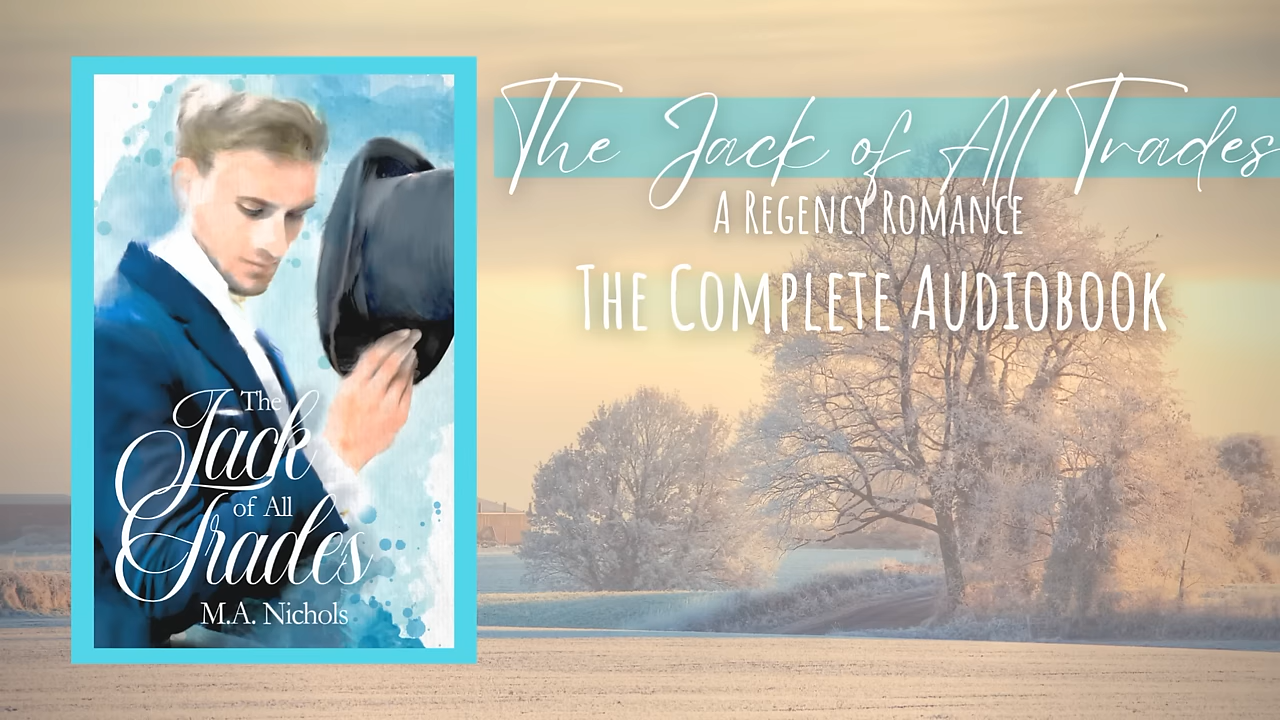 The
Jack
of All
Trades
M.A. Nichols
The Jack of All Trades
A Regency Romance
The Complete Audiobook